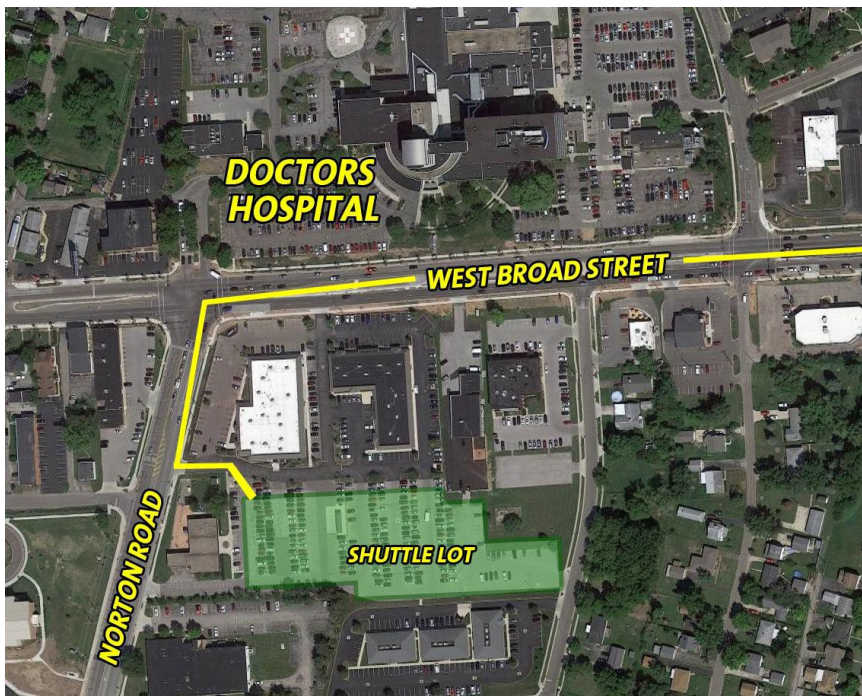 DOCTORS
HOSPITAL
WEST BROAD STREET
NORTON ROAD
SHUTTLE LOT